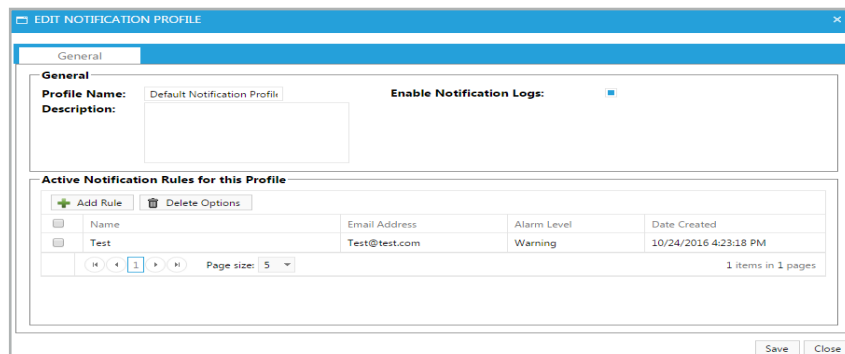 EDIT NOTIFICATION PROFILE
General
General
Profile Name: Default Notification Profile Enable Notification Logs:
Description:
Active Notification Rules for this Profile
Add Rule Delete Options
Name Email Address Alarm Level Date Created
Test Test@test.com Warning 10/24/2016 4:23:18 PM
1 Page size: 5 1 items in 1 pages
Save Close